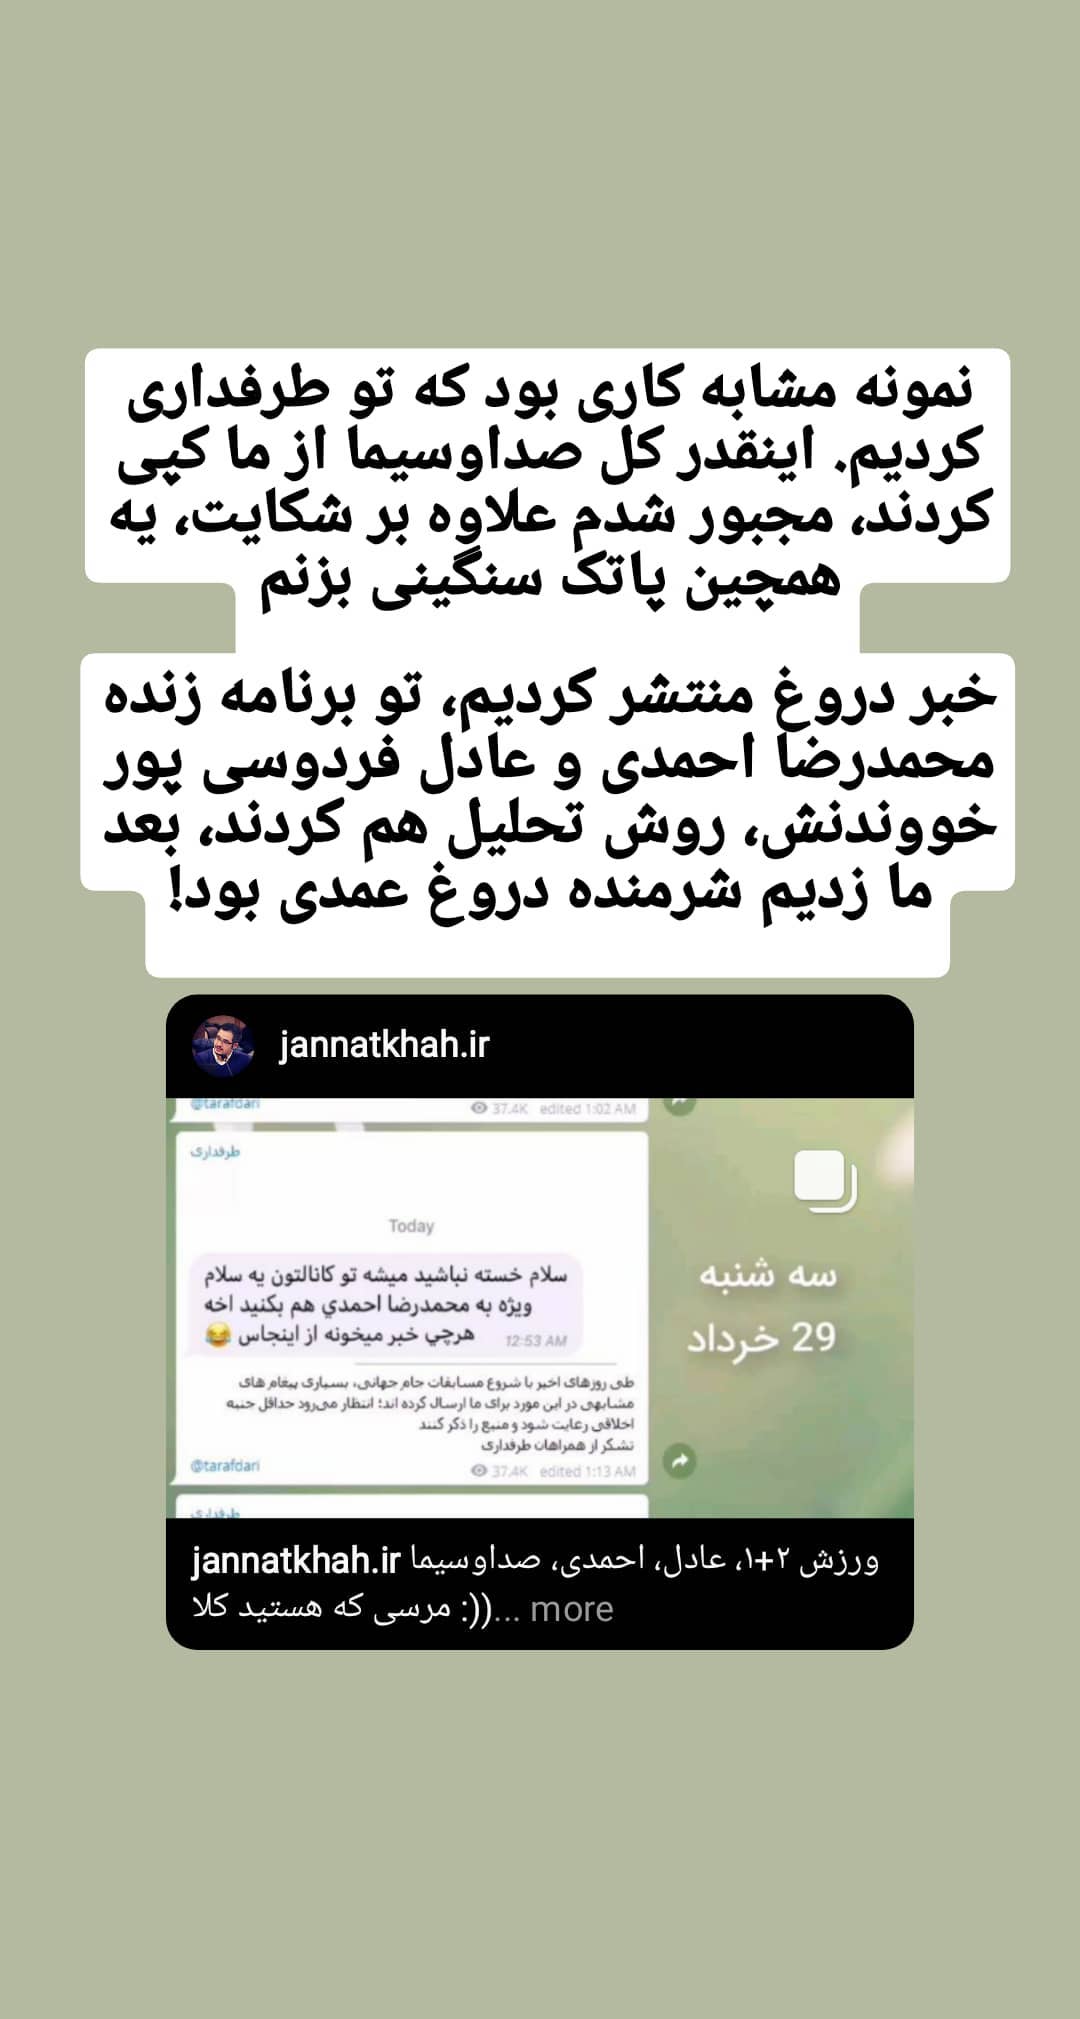 نمونه مشابه کاری بود که تو طرفداری
کردیم. اینقدر کل صداوسیما از ما کپی
کردند، مجبور شدم علاوه بر شکایت، یه
همچین پاتک سنگینی بزنم
خبر دروغ منتشر کردیم، تو برنامه زنده
محمدرضا احمدی و عادل فردوسی پور
خووندنش، روش تحلیل هم کردند، بعد
ما زدیم شرمنده دروغ عمدی بود!
jannatkhah.ir
@tarafdari
37.4K edited 1:02 AM
طرفداری
Today
سلام خسته نباشید میشه تو کانالتون یه سلام
ویژه به محمدرضا احمدي هم بکنید اخه
هرچي خبر میخونه از اینجاس 😂
12:53 AM
طی روزهای اخیر با شروع مسابقات جام جهانی، بسیاری پیغام های
مشابهی در این مورد برای ما ارسال کرده اند؛ انتظار می‌رود حداقل جنبه
اخلاقی رعایت شود و منبع را ذکر کنند
تشکر از همراهان طرفداری
@tarafdari
37.4K edited 1:13 AM
طرفداری
سه شنبه
29 خرداد
jannatkhah.ir ورزش ۲+۱، عادل، احمدی، صداوسیما
مرسی که هستید کلا :))... more